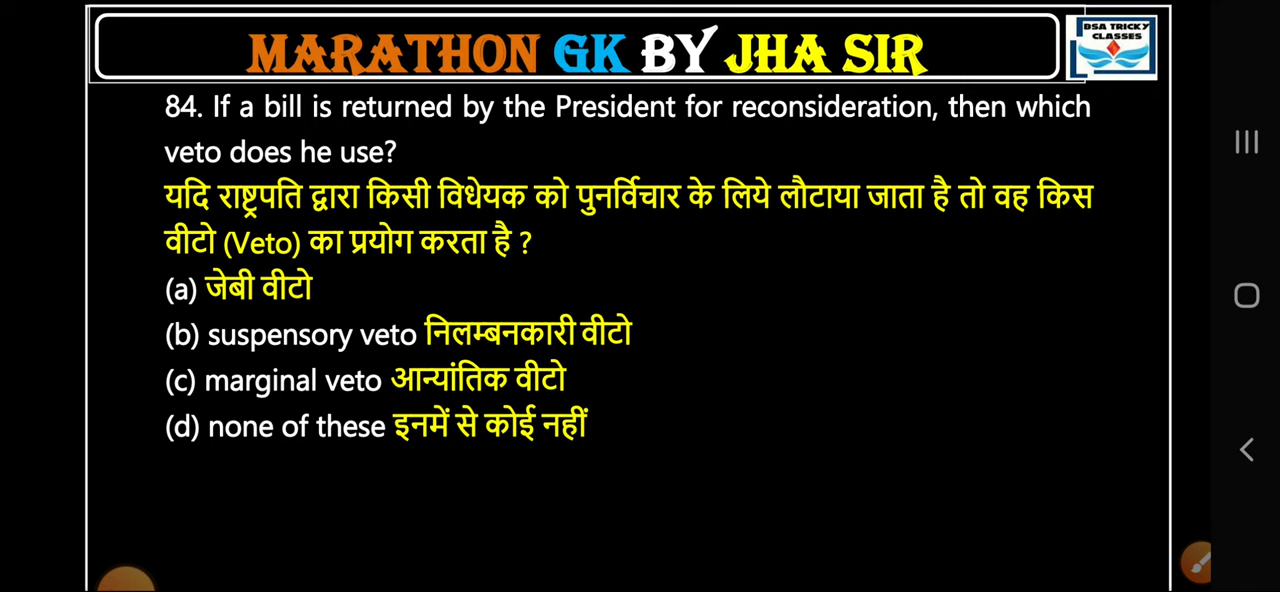 MARATHON GK BY JHA SIR
BSA TRICKY
CLASSES
84. If a bill is returned by the President for reconsideration, then which
veto does he use?
यदि राष्ट्रपति द्वारा किसी विधेयक को पुनर्विचार के लिये लौटाया जाता है तो वह किस
वीटो (Veto) का प्रयोग करता है ?
(a) जेबी वीटो
(b) suspensory veto निलम्बनकारी वीटो
(c) marginal veto आन्यांतिक वीटो
(d) none of these इनमें से कोई नहीं